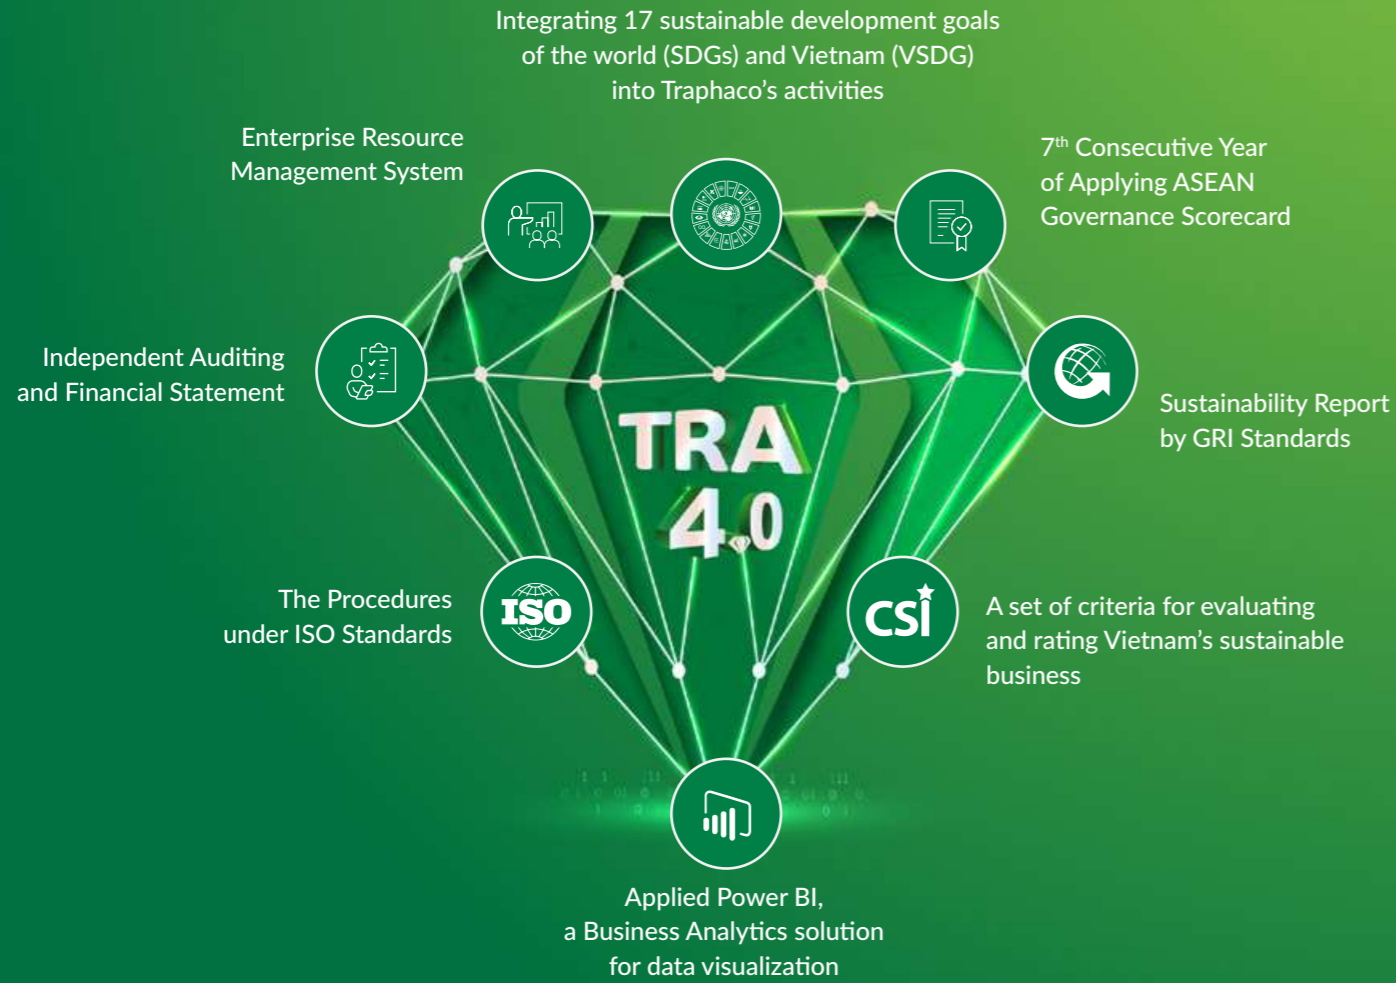 Integrating 17 sustainable development goals
of the world (SDGs) and Vietnam (VSDG)
into Traphaco's activities
Enterprise Resource
Management System
7th Consecutive Year
of Applying ASEAN
Governance Scorecard
Independent Auditing
and Financial Statement
Sustainability Report
by GRI Standards
TRA
4.0
The Procedures
under ISO Standards
ISO
CSI
A set of criteria for evaluating
and rating Vietnam's sustainable
business
Applied Power BI,
a Business Analytics solution
for data visualization